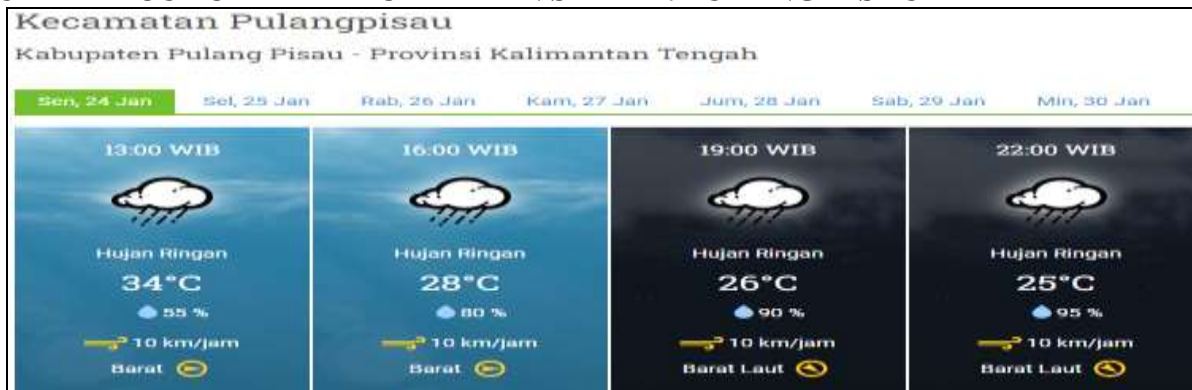 Kecamatan Pulangpisau
Kabupaten Pulang Pisau - Provinsi Kalimantan Tengah
Sen, 24 Jan Sel, 25 Jan Rab, 26 Jan Kam, 27 Jan Jum, 28 Jan Sab, 29 Jan Min, 30 Jan
13:00 WIB 16:00 WIB 19:00 WIB 22:00 WIB
Hujan Ringan Hujan Ringan Hujan Ringan Hujan Ringan
34°C 28°C 26°C 25°C
55 % 80 % 90 % 95 %
10 km/jam 10 km/jam 10 km/jam 10 km/jam
Barat Barat Barat Laut Barat Laut